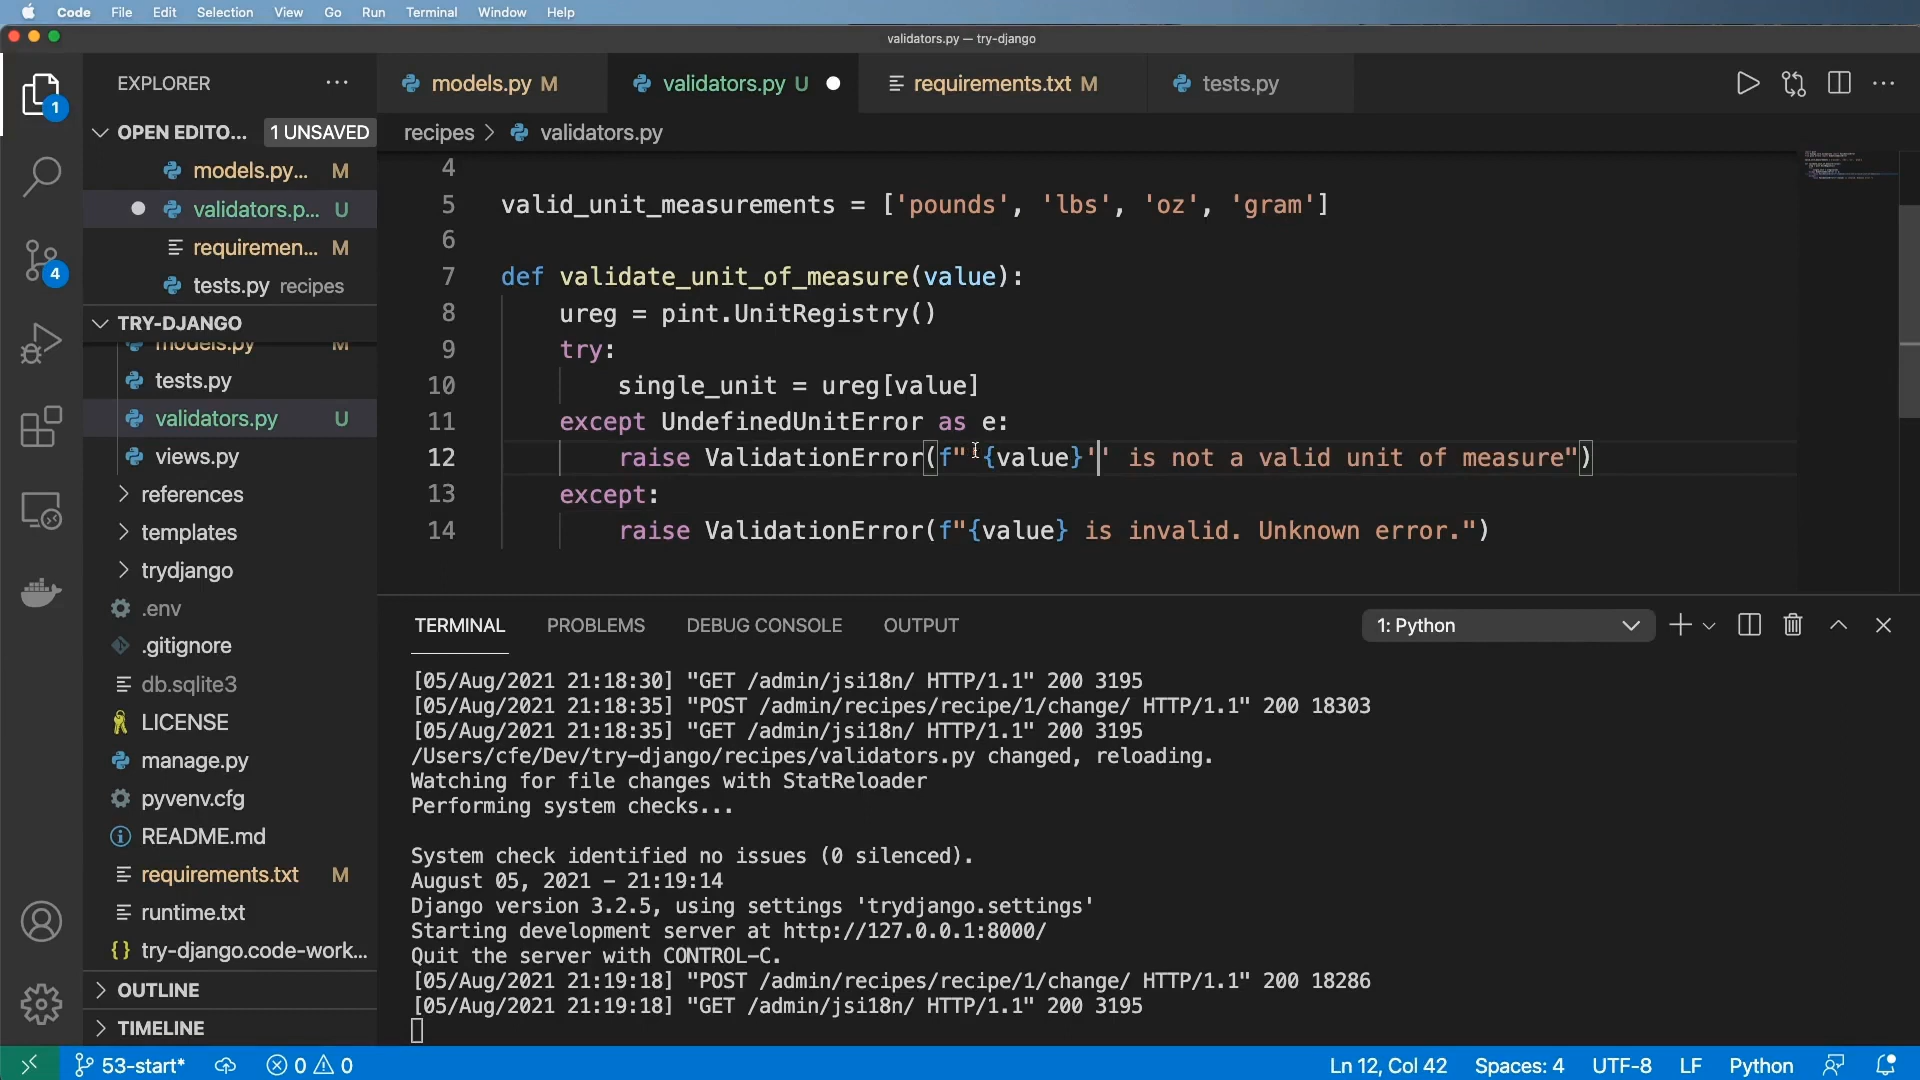 Code File Edit Selection View Go Run Terminal Window Help
validators.py — try-django
EXPLORER
models.py M
validators.py U
requirements.txt M
tests.py
OPEN EDITO... 1 UNSAVED
recipes > validators.py
models.py... M
validators.p... U
requiremen... M
tests.py recipes
TRY-DJANGO
models.py M
tests.py
validators.py U
views.py
references
templates
trydjango
.env
.gitignore
db.sqlite3
LICENSE
manage.py
pyvenv.cfg
README.md
requirements.txt M
runtime.txt
{} try-django.code-work...
OUTLINE
TIMELINE
1
4
4
5 valid_unit_measurements = ['pounds', 'lbs', 'oz', 'gram']
6
7 def validate_unit_of_measure(value):
8 ureg = pint.UnitRegistry()
9 try:
10 single_unit = ureg[value]
11 except UndefinedUnitError as e:
12 raise ValidationError(f"'{value}'' is not a valid unit of measure")
13 except:
14 raise ValidationError(f"{value} is invalid. Unknown error.")
TERMINAL PROBLEMS DEBUG CONSOLE OUTPUT 1: Python
[05/Aug/2021 21:18:30] "GET /admin/jsi18n/ HTTP/1.1" 200 3195
[05/Aug/2021 21:18:35] "POST /admin/recipes/recipe/1/change/ HTTP/1.1" 200 18303
[05/Aug/2021 21:18:35] "GET /admin/jsi18n/ HTTP/1.1" 200 3195
/Users/cfe/Dev/try-django/recipes/validators.py changed, reloading.
Watching for file changes with StatReloader
Performing system checks...
System check identified no issues (0 silenced).
August 05, 2021 - 21:19:14
Django version 3.2.5, using settings 'trydjango.settings'
Starting development server at http://127.0.0.1:8000/
Quit the server with CONTROL-C.
[05/Aug/2021 21:19:18] "POST /admin/recipes/recipe/1/change/ HTTP/1.1" 200 18286
[05/Aug/2021 21:19:18] "GET /admin/jsi18n/ HTTP/1.1" 200 3195
53-start* 0 0 Ln 12, Col 42 Spaces: 4 UTF-8 LF Python